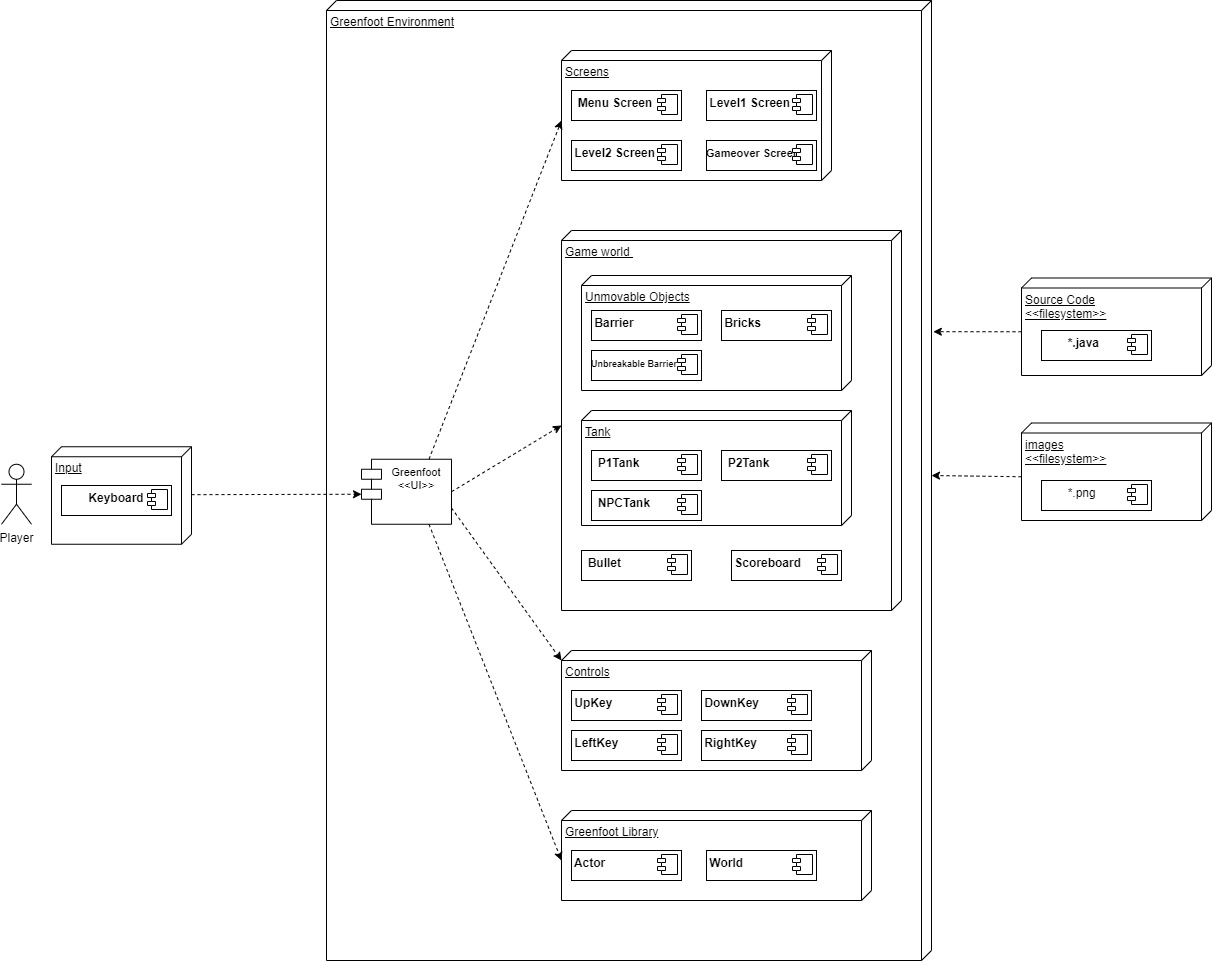 Greenfoot Environment
Screens
Menu Screen
Level1 Screen
Level2 Screen
Gameover Screen
Game world
Unmovable Objects
Barrier
Bricks
Unbreakable Barrier
Tank
P1Tank
P2Tank
NPCTank
Bullet
Scoreboard
Controls
UpKey
DownKey
LeftKey
RightKey
Greenfoot Library
Actor
World
Input
Keyboard
Player
Greenfoot
<<UI>>
Source Code
<<filesystem>>
*.java
images
<<filesystem>>
*.png